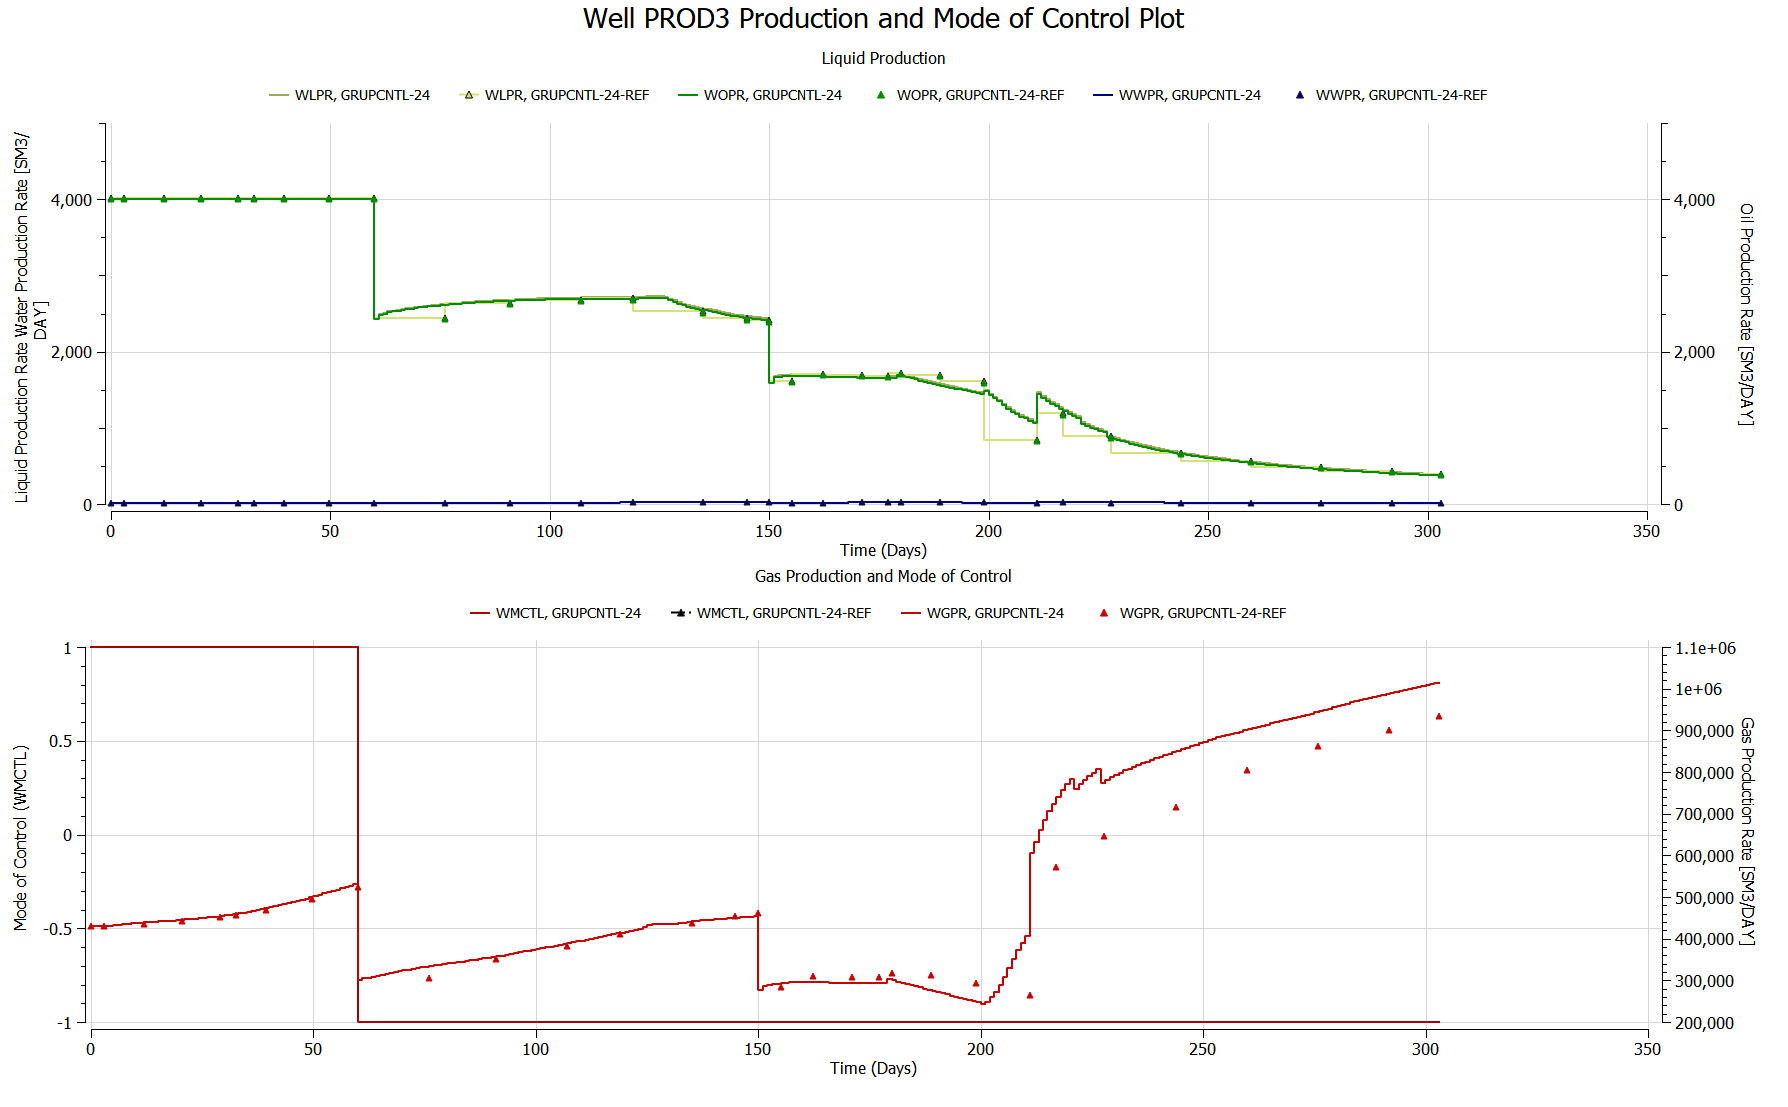 Well PROD3 Production and Mode of Control Plot
Liquid Production
WLPR, GRUPCNTL-24 WLPR, GRUPCNTL-24-REF WOPR, GRUPCNTL-24 WOPR, GRUPCNTL-24-REF WWPR, GRUPCNTL-24 WWPR, GRUPCNTL-24-REF
Liquid Production Rate Water Production Rate [SM3/
DAY]
4,000
2,000
0
4,000
2,000
0
Oil Production Rate [SM3/DAY]
0 50 100 150 200 250 300 350
Time (Days)
Gas Production and Mode of Control
WMCTL, GRUPCNTL-24 WMCTL, GRUPCNTL-24-REF WGPR, GRUPCNTL-24 WGPR, GRUPCNTL-24-REF
Mode of Control (WMCTL)
1
0.5
0
-0.5
-1
1.1e+06
1e+06
900,000
800,000
700,000
600,000
500,000
400,000
300,000
200,000
Gas Production Rate [SM3/DAY]
0 50 100 150 200 250 300 350
Time (Days)